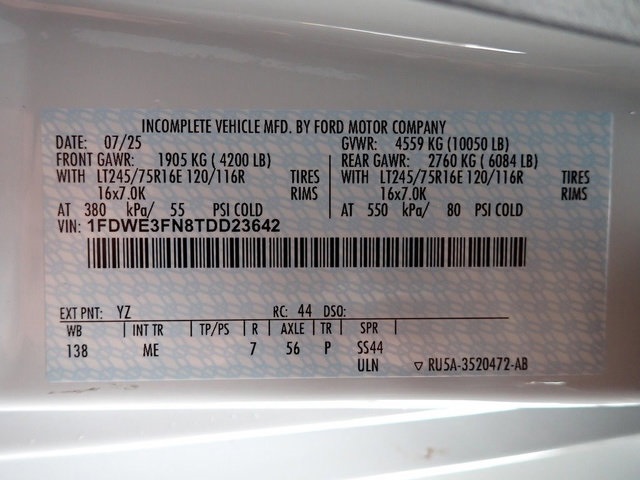 INCOMPLETE VEHICLE MFD. BY FORD MOTOR COMPANY
DATE: 07/25 GVWR: 4559 KG (10050 LB)
FRONT GAWR: 1905 KG ( 4200 LB) REAR GAWR: 2760 KG ( 6084 LB)
WITH LT245/75R16E 120/116R TIRES WITH LT245/75R16E 120/116R TIRES
16x7.0K RIMS 16x7.0K RIMS
AT 380 kPa/ 55 PSI COLD AT 550 kPa/ 80 PSI COLD
VIN: 1FDWE3FN8TDD23642
EXT PNT: YZ RC: 44 DSO:
WB INT TR TP/PS R AXLE TR SPR
138 ME 7 56 P SS44
ULN ▽ RU5A-3520472-AB